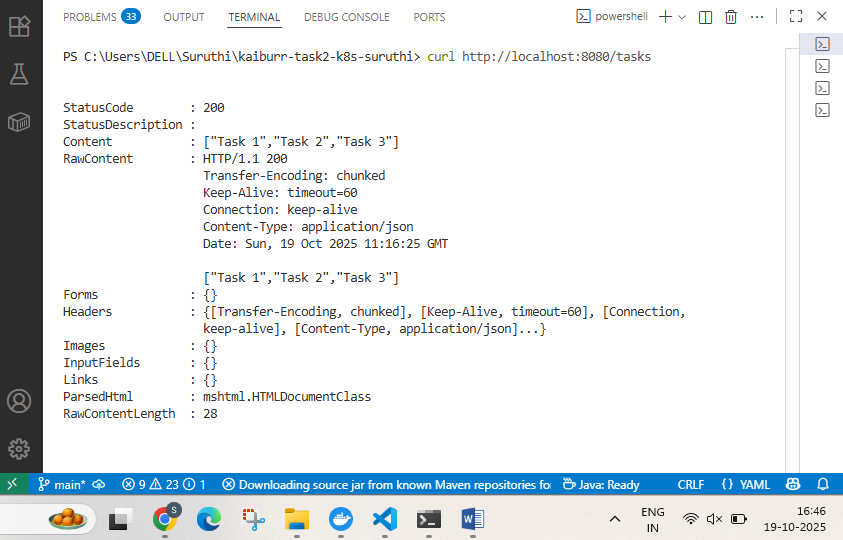 PROBLEMS 33 OUTPUT TERMINAL DEBUG CONSOLE PORTS powershell
PS C:\Users\DELL\Suruthi\kaiburr-task2-k8s-suruthi> curl http://localhost:8080/tasks
StatusCode : 200
StatusDescription :
Content : ["Task 1","Task 2","Task 3"]
RawContent : HTTP/1.1 200
Transfer-Encoding: chunked
Keep-Alive: timeout=60
Connection: keep-alive
Content-Type: application/json
Date: Sun, 19 Oct 2025 11:16:25 GMT
["Task 1","Task 2","Task 3"]
Forms : {}
Headers : {[Transfer-Encoding, chunked], [Keep-Alive, timeout=60], [Connection,
keep-alive], [Content-Type, application/json]...}
Images : {}
InputFields : {}
Links : {}
ParsedHtml : mshtml.HTMLDocumentClass
RawContentLength : 28
main* 9 23 1 Downloading source jar from known Maven repositories fo Java: Ready CRLF {} YAML
S
W
ENG
IN
16:46
19-10-2025